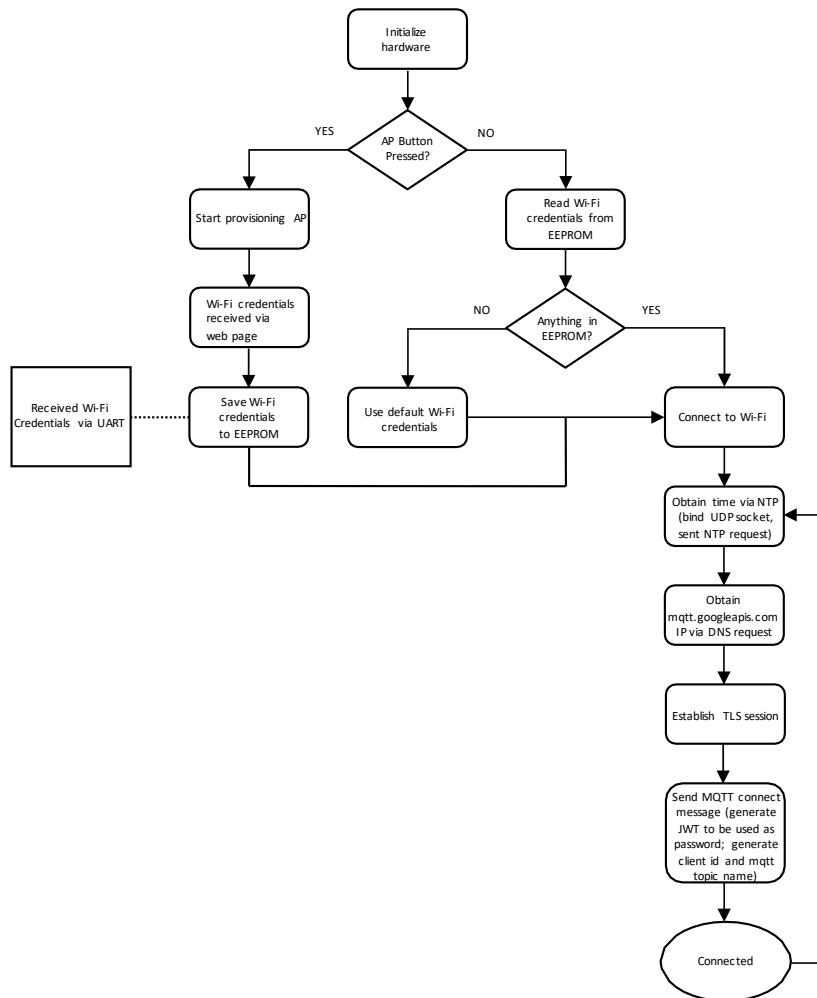 Initialize
hardware
YES
NO
AP Button
Pressed?
Start provisioning AP
Read Wi-Fi
credentials from
EEPROM
Wi-Fi credentials
received via
web page
NO
YES
Anything in
EEPROM?
Received Wi-Fi
Credentials via UART
Save Wi-Fi
credentials
to EEPROM
Use default Wi-Fi
credentials
Connect to Wi-Fi
Obtain time via NTP
(bind UDP socket,
sent NTP request)
Obtain
mqtt.googleapis.com
IP via DNS request
Establish TLS session
Send MQTT connect
message (generate
JWT to be used as
password; generate
client id and mqtt
topic name)
Connected